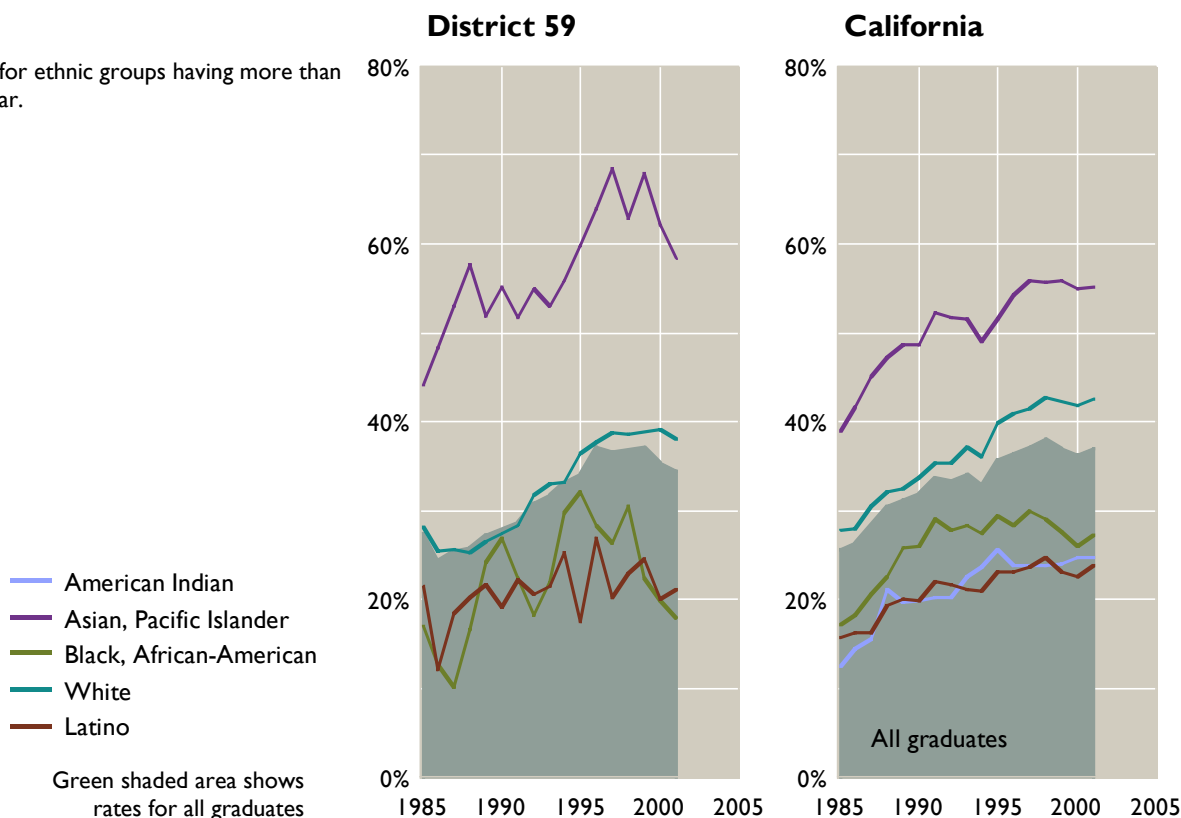 District 59
California
for ethnic groups having more than
ar.
80%
60%
40%
20%
0%
1985 1990 1995 2000 2005
80%
60%
40%
20%
0%
All graduates
1985 1990 1995 2000 2005
American Indian
Asian, Pacific Islander
Black, African-American
White
Latino
Green shaded area shows
rates for all graduates